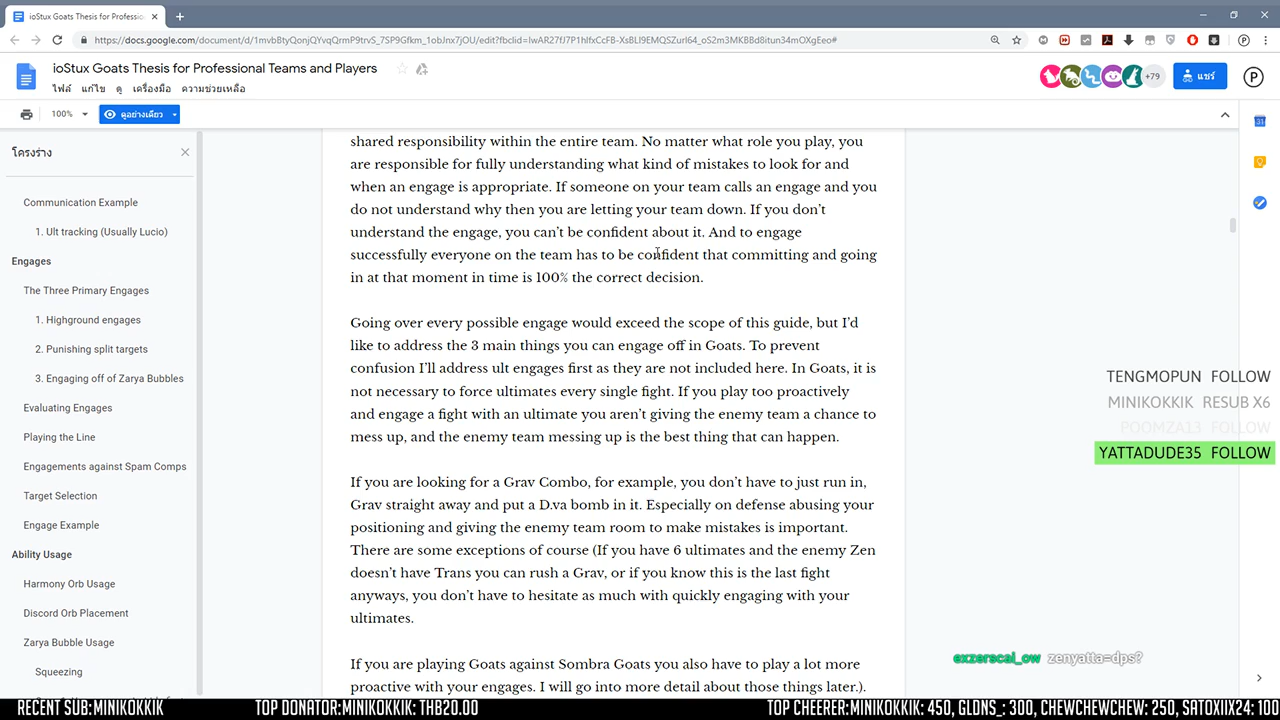 ioStux Goats Thesis for Professio
https://docs.google.com/document/d/1mvbBtyQonjQYvqQrmP9trvS_7SP9Gfkm_1obJnx7jOU/edit?fbclid=IwAR27fJ7P1hlfxCcFB-XsBLl9EMQSZurl64_oS2m3MKBBd8itun34mOXgEeo#
ioStux Goats Thesis for Professional Teams and Players
ไฟล์ แก้ไข ดู เครื่องมือ ความช่วยเหลือ
+79
แชร์
P
100%
ดูอย่างเดียว
โครงร่าง
Communication Example
1. Ult tracking (Usually Lucio)
Engages
The Three Primary Engages
1. Highground engages
2. Punishing split targets
3. Engaging off of Zarya Bubbles
Evaluating Engages
Playing the Line
Engagements against Spam Comps
Target Selection
Engage Example
Ability Usage
Harmony Orb Usage
Discord Orb Placement
Zarya Bubble Usage
Squeezing
shared responsibility within the entire team. No matter what role you play, you
are responsible for fully understanding what kind of mistakes to look for and
when an engage is appropriate. If someone on your team calls an engage and you
do not understand why then you are letting your team down. If you don't
understand the engage, you can't be confident about it. And to engage
successfully everyone on the team has to be confident that committing and going
in at that moment in time is 100% the correct decision.
Going over every possible engage would exceed the scope of this guide, but I'd
like to address the 3 main things you can engage off in Goats. To prevent
confusion I'll address ult engages first as they are not included here. In Goats, it is
not necessary to force ultimates every single fight. If you play too proactively
and engage a fight with an ultimate you aren't giving the enemy team a chance to
mess up, and the enemy team messing up is the best thing that can happen.
If you are looking for a Grav Combo, for example, you don't have to just run in,
Grav straight away and put a D.va bomb in it. Especially on defense abusing your
positioning and giving the enemy team room to make mistakes is important.
There are some exceptions of course (If you have 6 ultimates and the enemy Zen
doesn't have Trans you can rush a Grav, or if you know this is the last fight
anyways, you don't have to hesitate as much with quickly engaging with your
ultimates.
If you are playing Goats against Sombra Goats you also have to play a lot more
proactive with your engages. I will go into more detail about those things later.).
TENGMOPUN FOLLOW
MINIKOKKIK RESUB X6
POOMZA13 FOLLOW
YATTADUDE35 FOLLOW
exzerscal_ow zenyatta=dps?
RECENT SUB:MINIKOKKIK TOP DONATOR:MINIKOKKIK: THB20.00 TOP CHEERER:MINIKOKKIK: 450, GLDNS_: 300, CHEWCHEWCHEW: 250, SATOXIIX24: 100